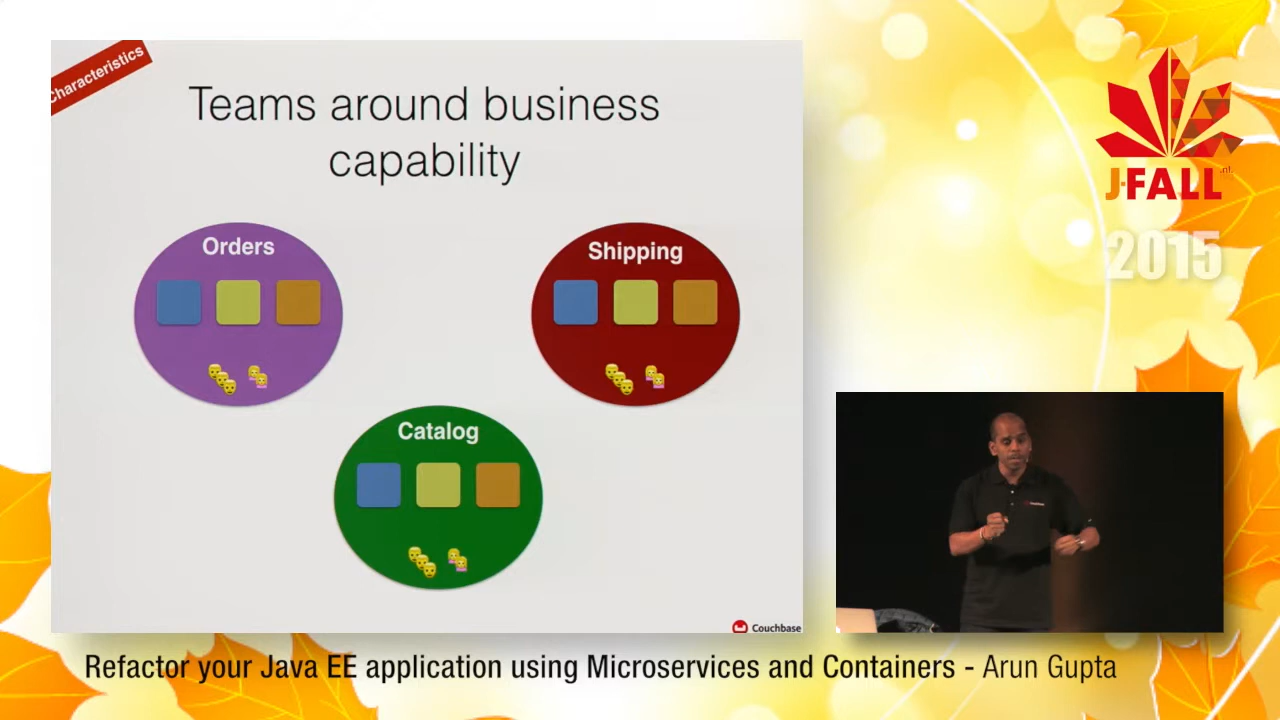 Characteristics
Teams around business
capability
Orders
Shipping
Catalog
Couchbase
J-FALL
.nl
2015
Refactor your Java EE application using Microservices and Containers - Arun Gupta